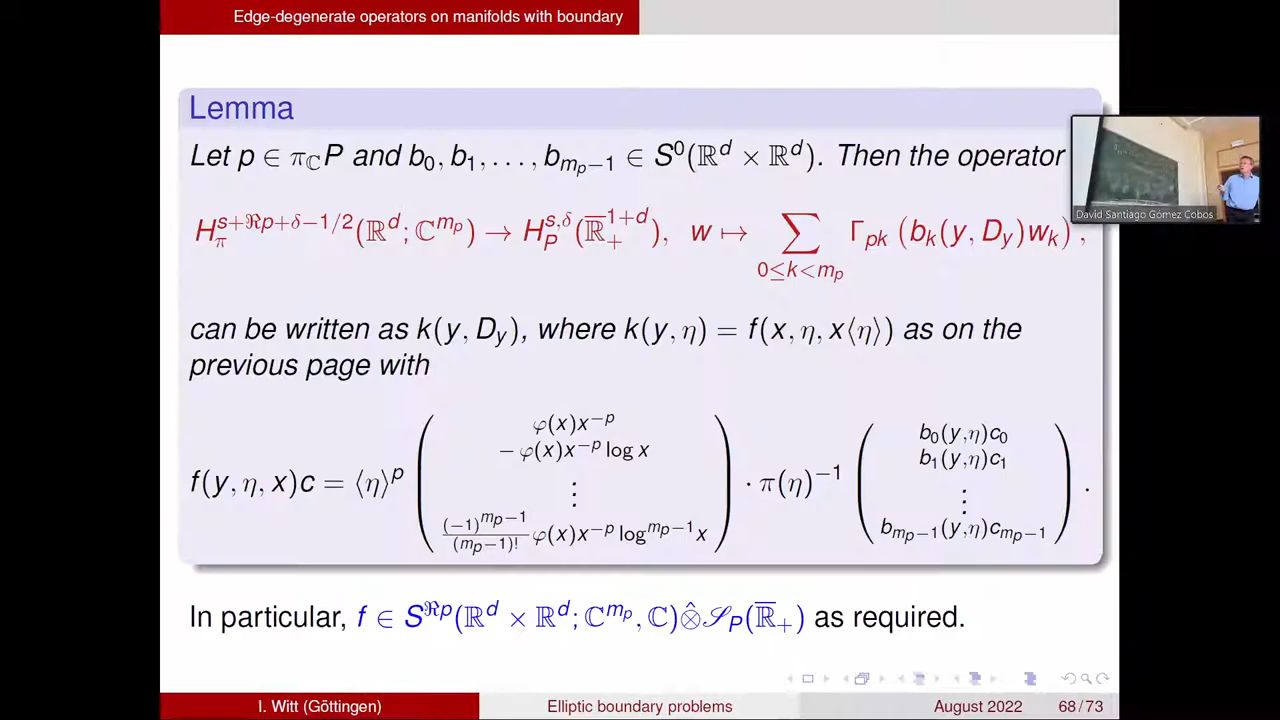 Edge-degenerate operators on manifolds with boundary
Lemma
Let p ∈ π_ℂ P and b_0, b_1, …, b_{m_p−1} ∈ S^0(ℝ^d × ℝ^d). Then the operator
H_π^{s+ℜp+δ−1/2}(ℝ^d; ℂ^{m_p}) → H_P^{s,δ}(ℝ̄_+^{1+d}), w ↦ ∑_{0≤k<m_p} Γ_{pk} (b_k(y, D_y)w_k),
David Santiago Gómez Cobos
can be written as k(y, D_y), where k(y, η) = f(x, η, x⟨η⟩) as on the
previous page with
f(y, η, x)c = ⟨η⟩^p ( φ(x)x^{−p}
− φ(x)x^{−p} log x
⋮
(−1)^{m_p−1}/(m_p−1)! φ(x)x^{−p} log^{m_p−1} x ) · π(η)^{−1} ( b_0(y,η)c_0
b_1(y,η)c_1
⋮
b_{m_p−1}(y,η)c_{m_p−1} ) .
In particular, f ∈ S^{ℜp}(ℝ^d × ℝ^d; ℂ^{m_p}, ℂ)⊗̂𝒮_P(ℝ̄_+) as required.
I. Witt (Göttingen)
Elliptic boundary problems
August 2022
68 / 73